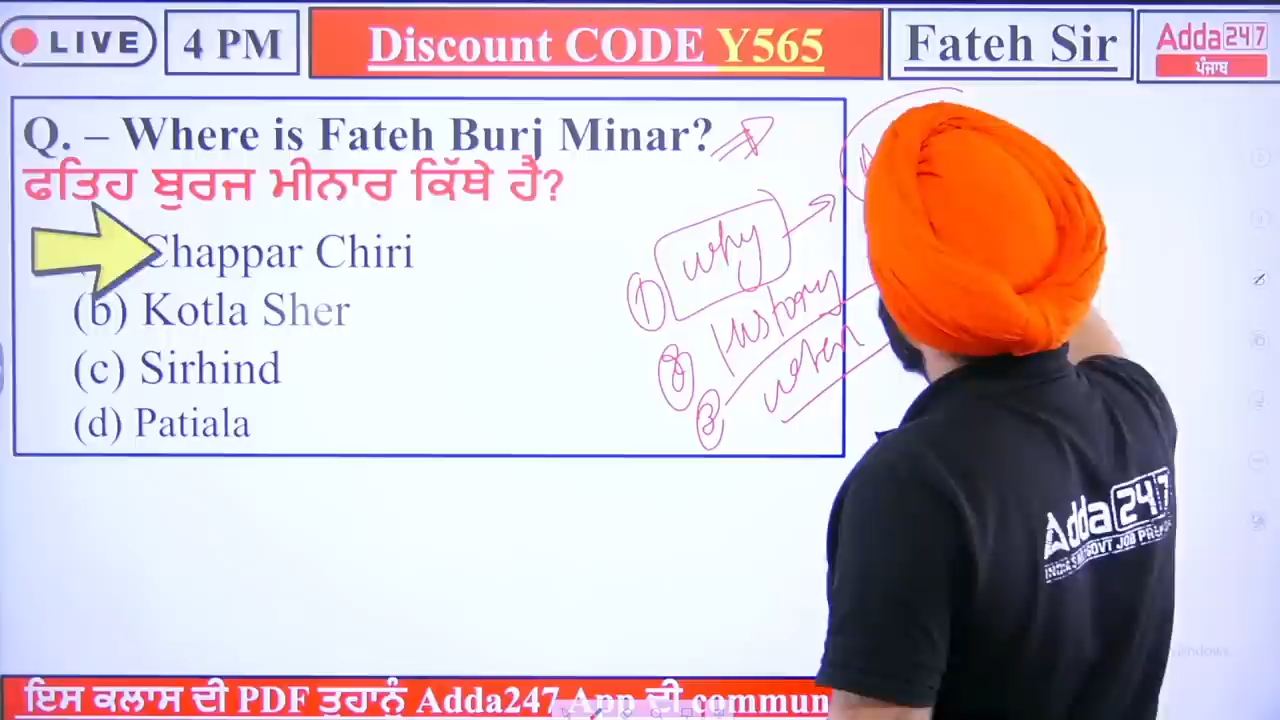 LIVE
4 PM
Discount CODE Y565
Fateh Sir
Adda247
ਪੰਜਾਬ
Q. – Where is Fateh Burj Minar?
ਫਤਿਹ ਬੁਰਜ ਮੀਨਾਰ ਕਿੱਥੇ ਹੈ?
Chappar Chiri
(b) Kotla Sher
(c) Sirhind
(d) Patiala
① why
② history
③ when
Adda247
ਇਸ ਕਲਾਸ ਦੀ PDF ਤੁਹਾਨੂੰ Adda247 App ਦੀ commun